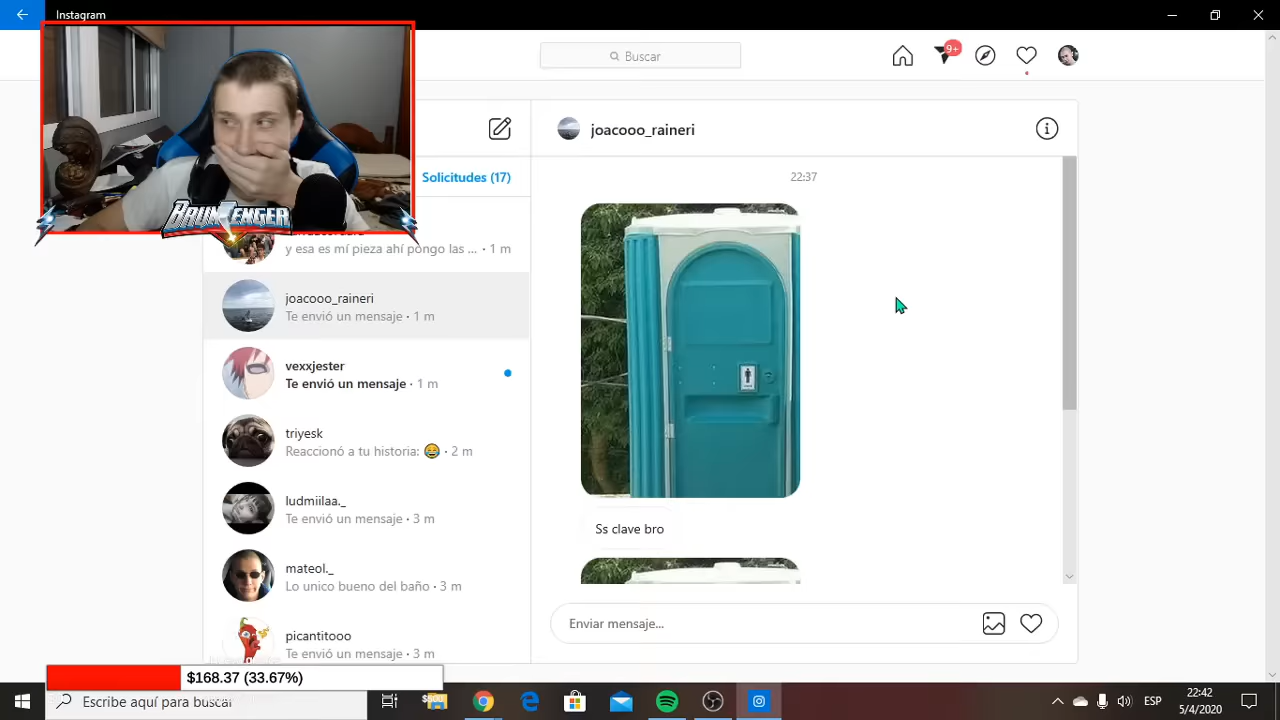 Instagram
Buscar
9+
BRUNZENGER
joacooo_raineri
Solicitudes (17)
22:37
y esa es mí pieza ahí pongo las ... · 1 m
joacooo_raineri
Te envió un mensaje · 1 m
vexxjester
Te envió un mensaje · 1 m
triyesk
Reaccionó a tu historia: 😂 · 2 m
ludmiilaa._
Te envió un mensaje · 3 m
Ss clave bro
mateol._
Lo unico bueno del baño · 3 m
picantitooo
Te envió un mensaje · 3 m
Enviar mensaje...
$168.37 (33.67%)
Escribe aquí para buscar
$500
ESP
22:42
5/4/2020